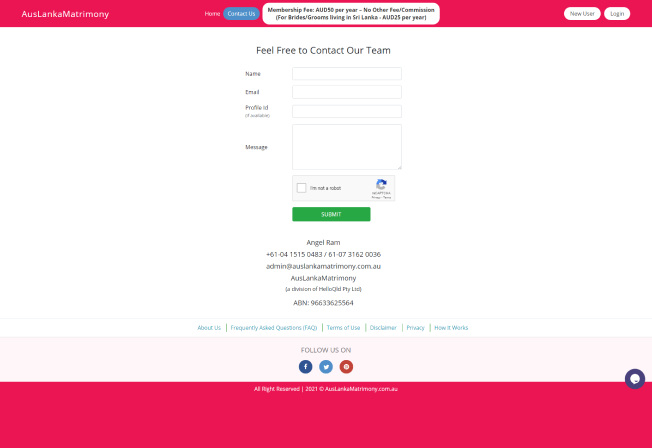 AusLankaMatrimony
Home
Contact Us
Membership Fee: AUD50 per year – No Other Fee/Commission
(For Brides/Grooms living in Sri Lanka - AUD25 per year)
New User
Login
Feel Free to Contact Our Team
Name
Email
Profile Id
(if available)
Message
I'm not a robot
reCAPTCHA
Privacy - Terms
SUBMIT
Angel Ram
+61-04 1515 0483 / 61-07 3162 0036
admin@auslankamatrimony.com.au
AusLankaMatrimony
(a division of HelloQld Pty Ltd)
ABN: 96633625564
About Us
Frequently Asked Questions (FAQ)
Terms of Use
Disclaimer
Privacy
How It Works
FOLLOW US ON
All Right Reserved | 2021 © AusLankaMatrimony.com.au